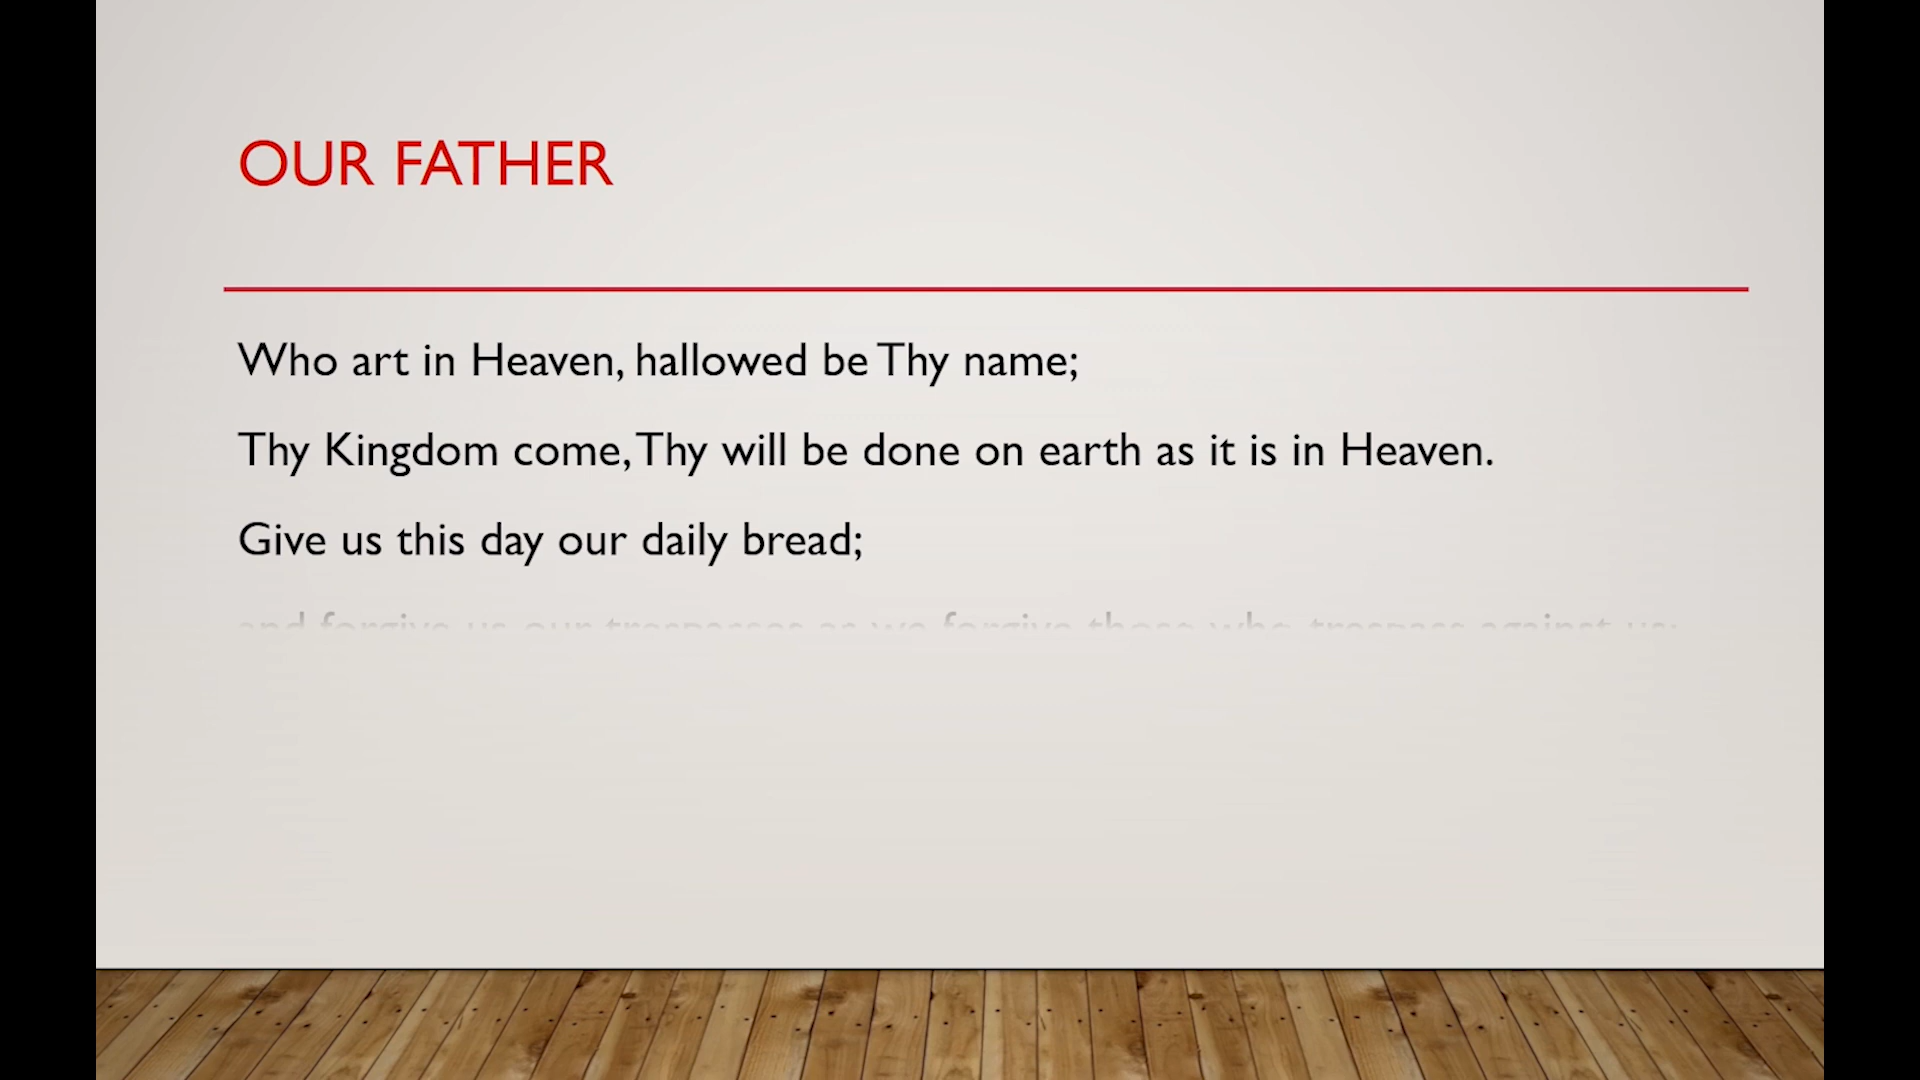 OUR FATHER
Who art in Heaven, hallowed be Thy name;
Thy Kingdom come, Thy will be done on earth as it is in Heaven.
Give us this day our daily bread;
and forgive us our trespasses as we forgive those who trespass against us;